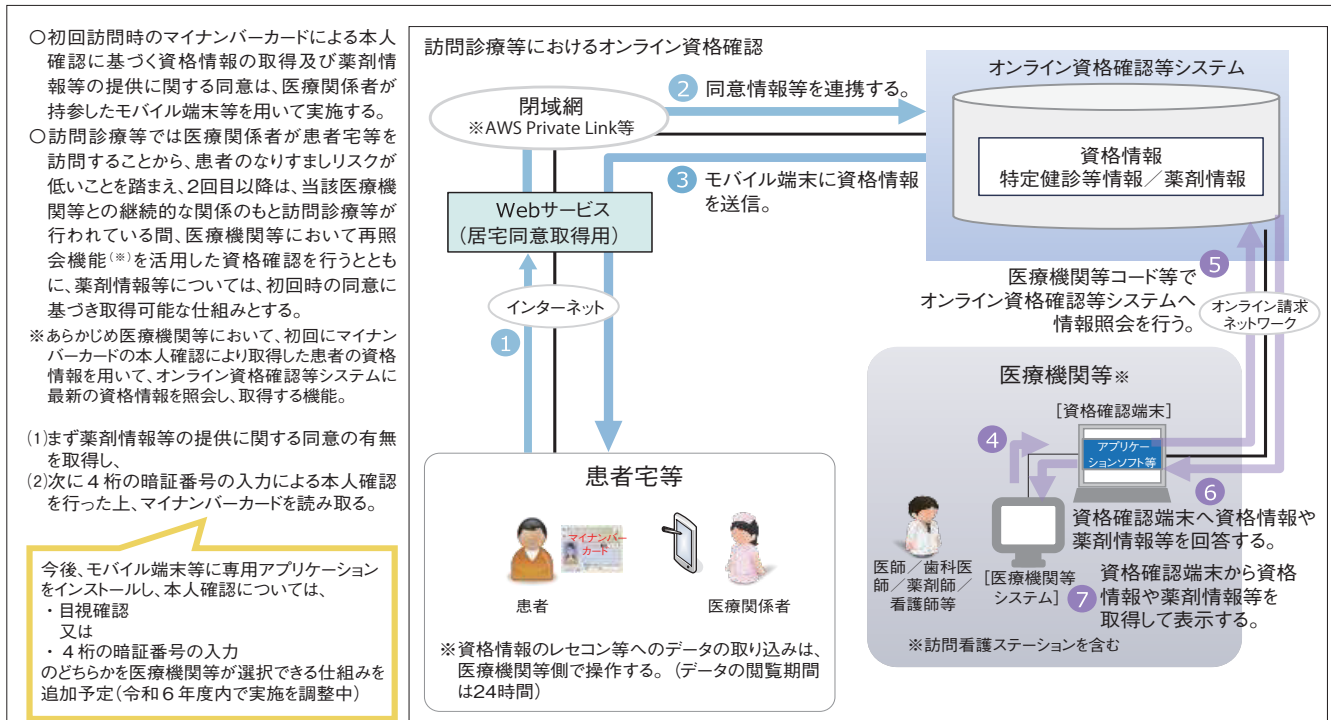 〇初回訪問時のマイナンバーカードによる本人
確認に基づく資格情報の取得及び薬剤情
報等の提供に関する同意は、医療関係者が
持参したモバイル端末等を用いて実施する。
〇訪問診療等では医療関係者が患者宅等を
訪問することから、患者のなりすましリスクが
低いことを踏まえ、2回目以降は、当該医療機
関等との継続的な関係のもと訪問診療等が
行われている間、医療機関等において再照
会機能(※)を活用した資格確認を行うととも
に、薬剤情報等については、初回時の同意に
基づき取得可能な仕組みとする。
※あらかじめ医療機関等において、初回にマイナン
バーカードの本人確認により取得した患者の資格
情報を用いて、オンライン資格確認等システムに
最新の資格情報を照会し、取得する機能。
(1)まず薬剤情報等の提供に関する同意の有無
を取得し、
(2)次に4桁の暗証番号の入力による本人確認
を行った上、マイナンバーカードを読み取る。
今後、モバイル端末等に専用アプリケーション
をインストールし、本人確認については、
・目視確認
又は
・4桁の暗証番号の入力
のどちらかを医療機関等が選択できる仕組みを
追加予定(令和6年度内で実施を調整中)
訪問診療等におけるオンライン資格確認
閉域網
※AWS Private Link等
2 同意情報等を連携する。
オンライン資格確認等システム
資格情報
特定健診等情報/薬剤情報
3 モバイル端末に資格情報
を送信。
Webサービス
(居宅同意取得用)
インターネット
1
5
医療機関等コード等で
オンライン資格確認等システムへ
情報照会を行う。
オンライン請求
ネットワーク
医療機関等※
[資格確認端末]
アプリケー
ションソフト等
4
6
資格確認端末へ資格情報や
薬剤情報等を回答する。
医師/歯科医
師/薬剤師/
看護師等
[医療機関等
システム]
7
資格確認端末から資格
情報や薬剤情報等を
取得して表示する。
※訪問看護ステーションを含む
患者宅等
マイナンバー
カード
患者
医療関係者
※資格情報のレセコン等へのデータの取り込みは、
医療機関等側で操作する。(データの閲覧期間
は24時間)